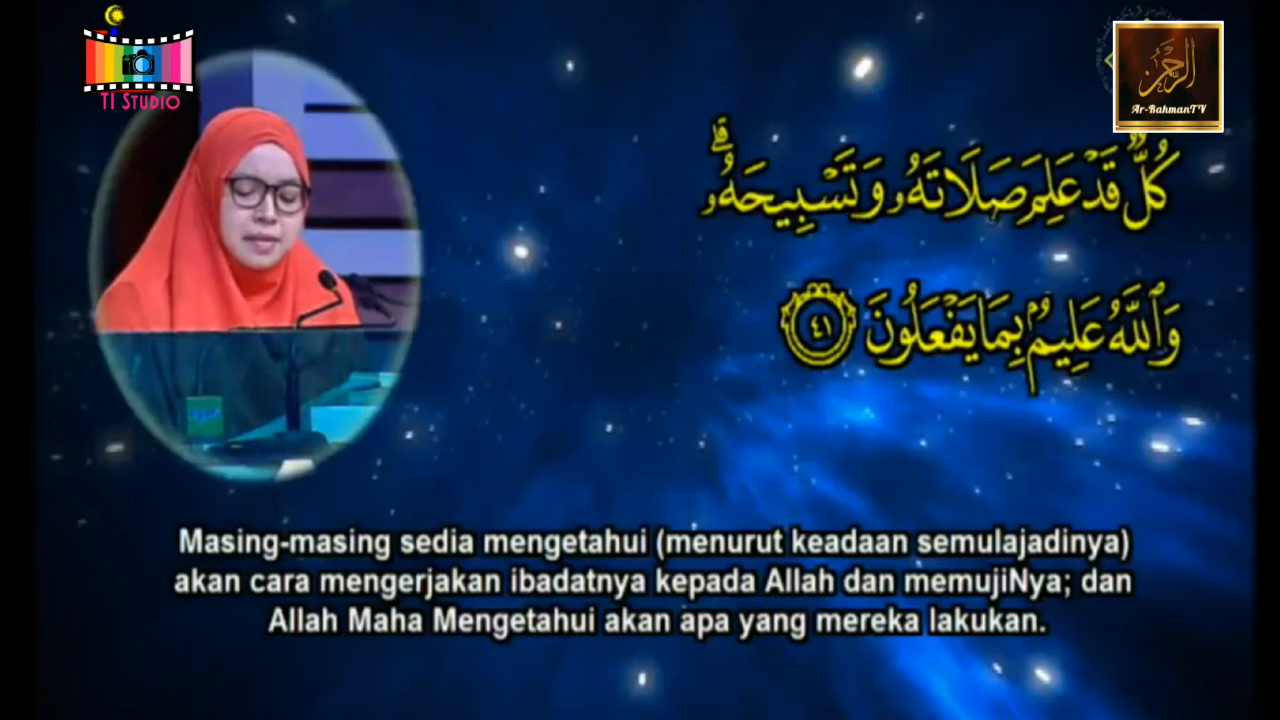 TI STUDIO
الرحمن
Ar-RahmanTV
كُلٌّ قَدْ عَلِمَ صَلَاتَهُۥ وَتَسْبِيحَهُۥ ۗ
وَٱللَّهُ عَلِيمٌۢ بِمَا يَفْعَلُونَ ٤١
Masing-masing sedia mengetahui (menurut keadaan semulajadinya)
akan cara mengerjakan ibadatnya kepada Allah dan memujiNya; dan
Allah Maha Mengetahui akan apa yang mereka lakukan.